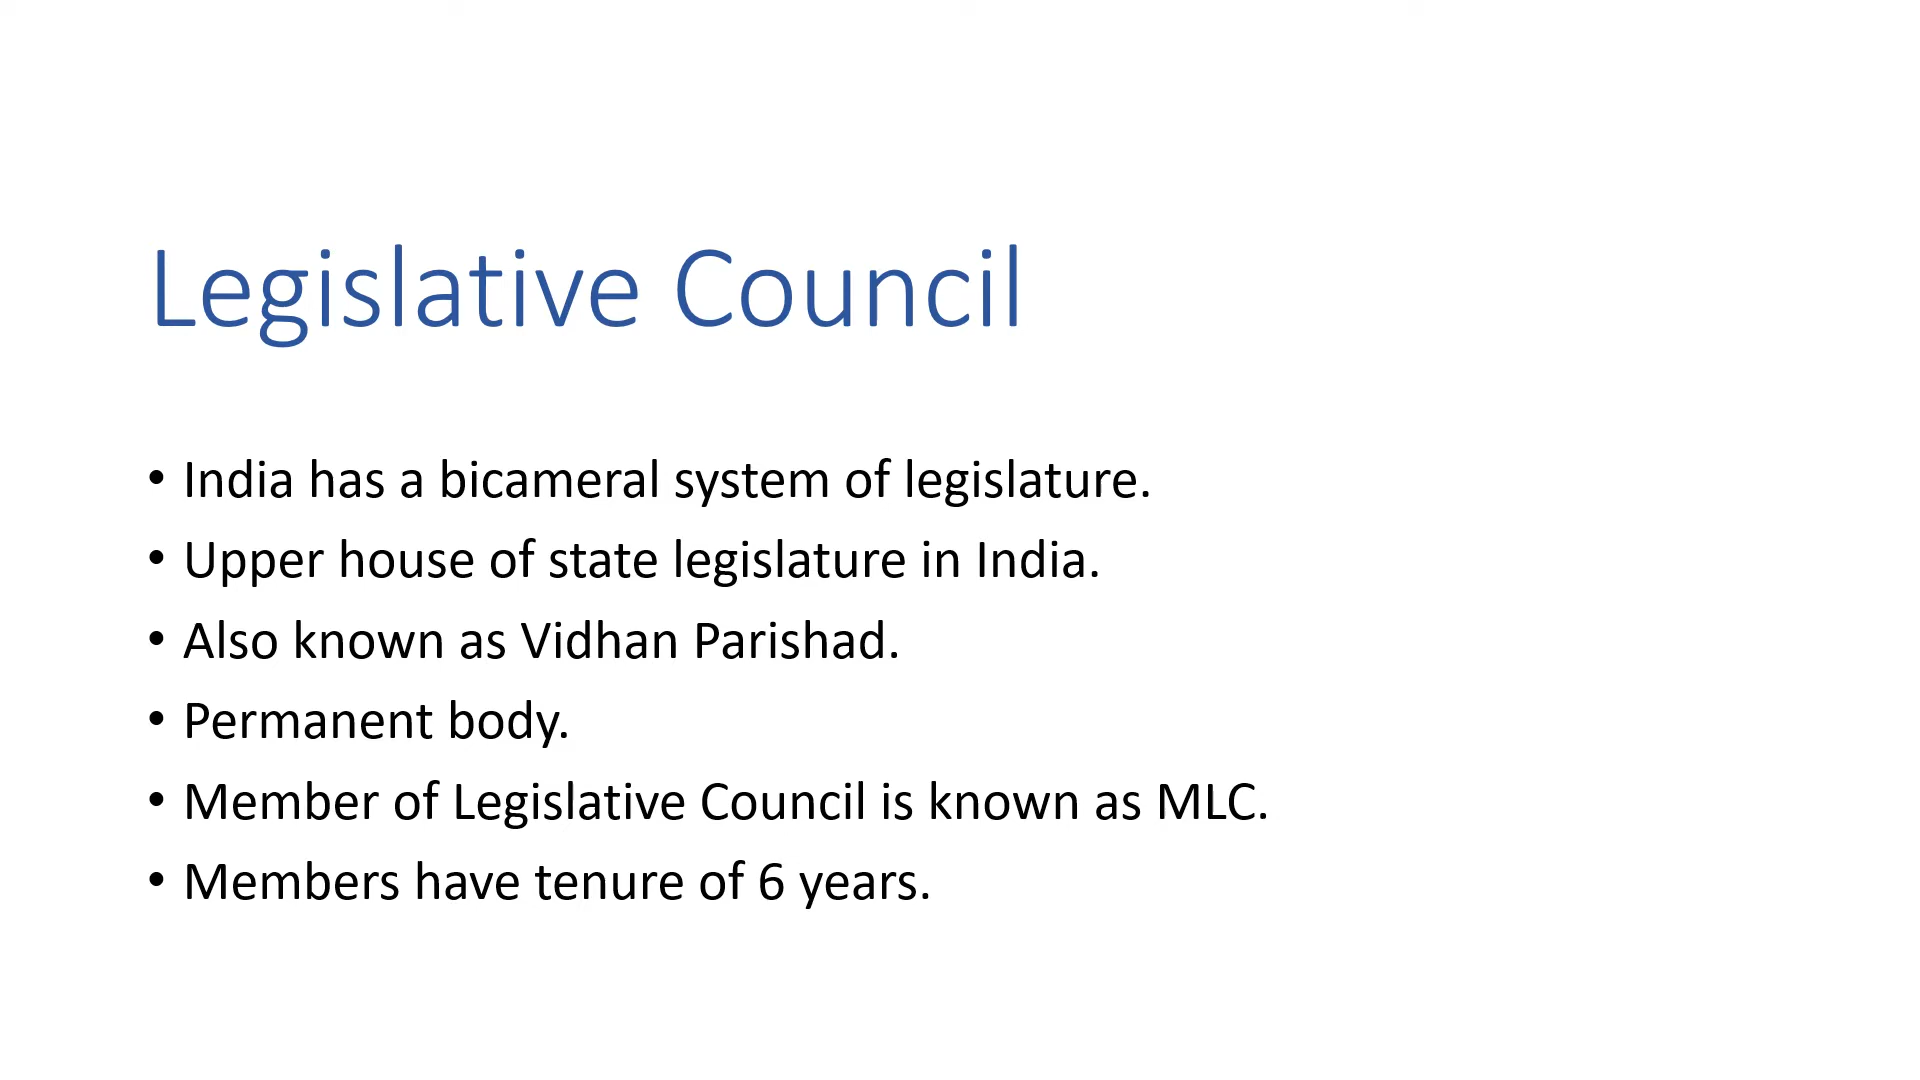 Legislative Council
• India has a bicameral system of legislature.
• Upper house of state legislature in India.
• Also known as Vidhan Parishad.
• Permanent body.
• Member of Legislative Council is known as MLC.
• Members have tenure of 6 years.